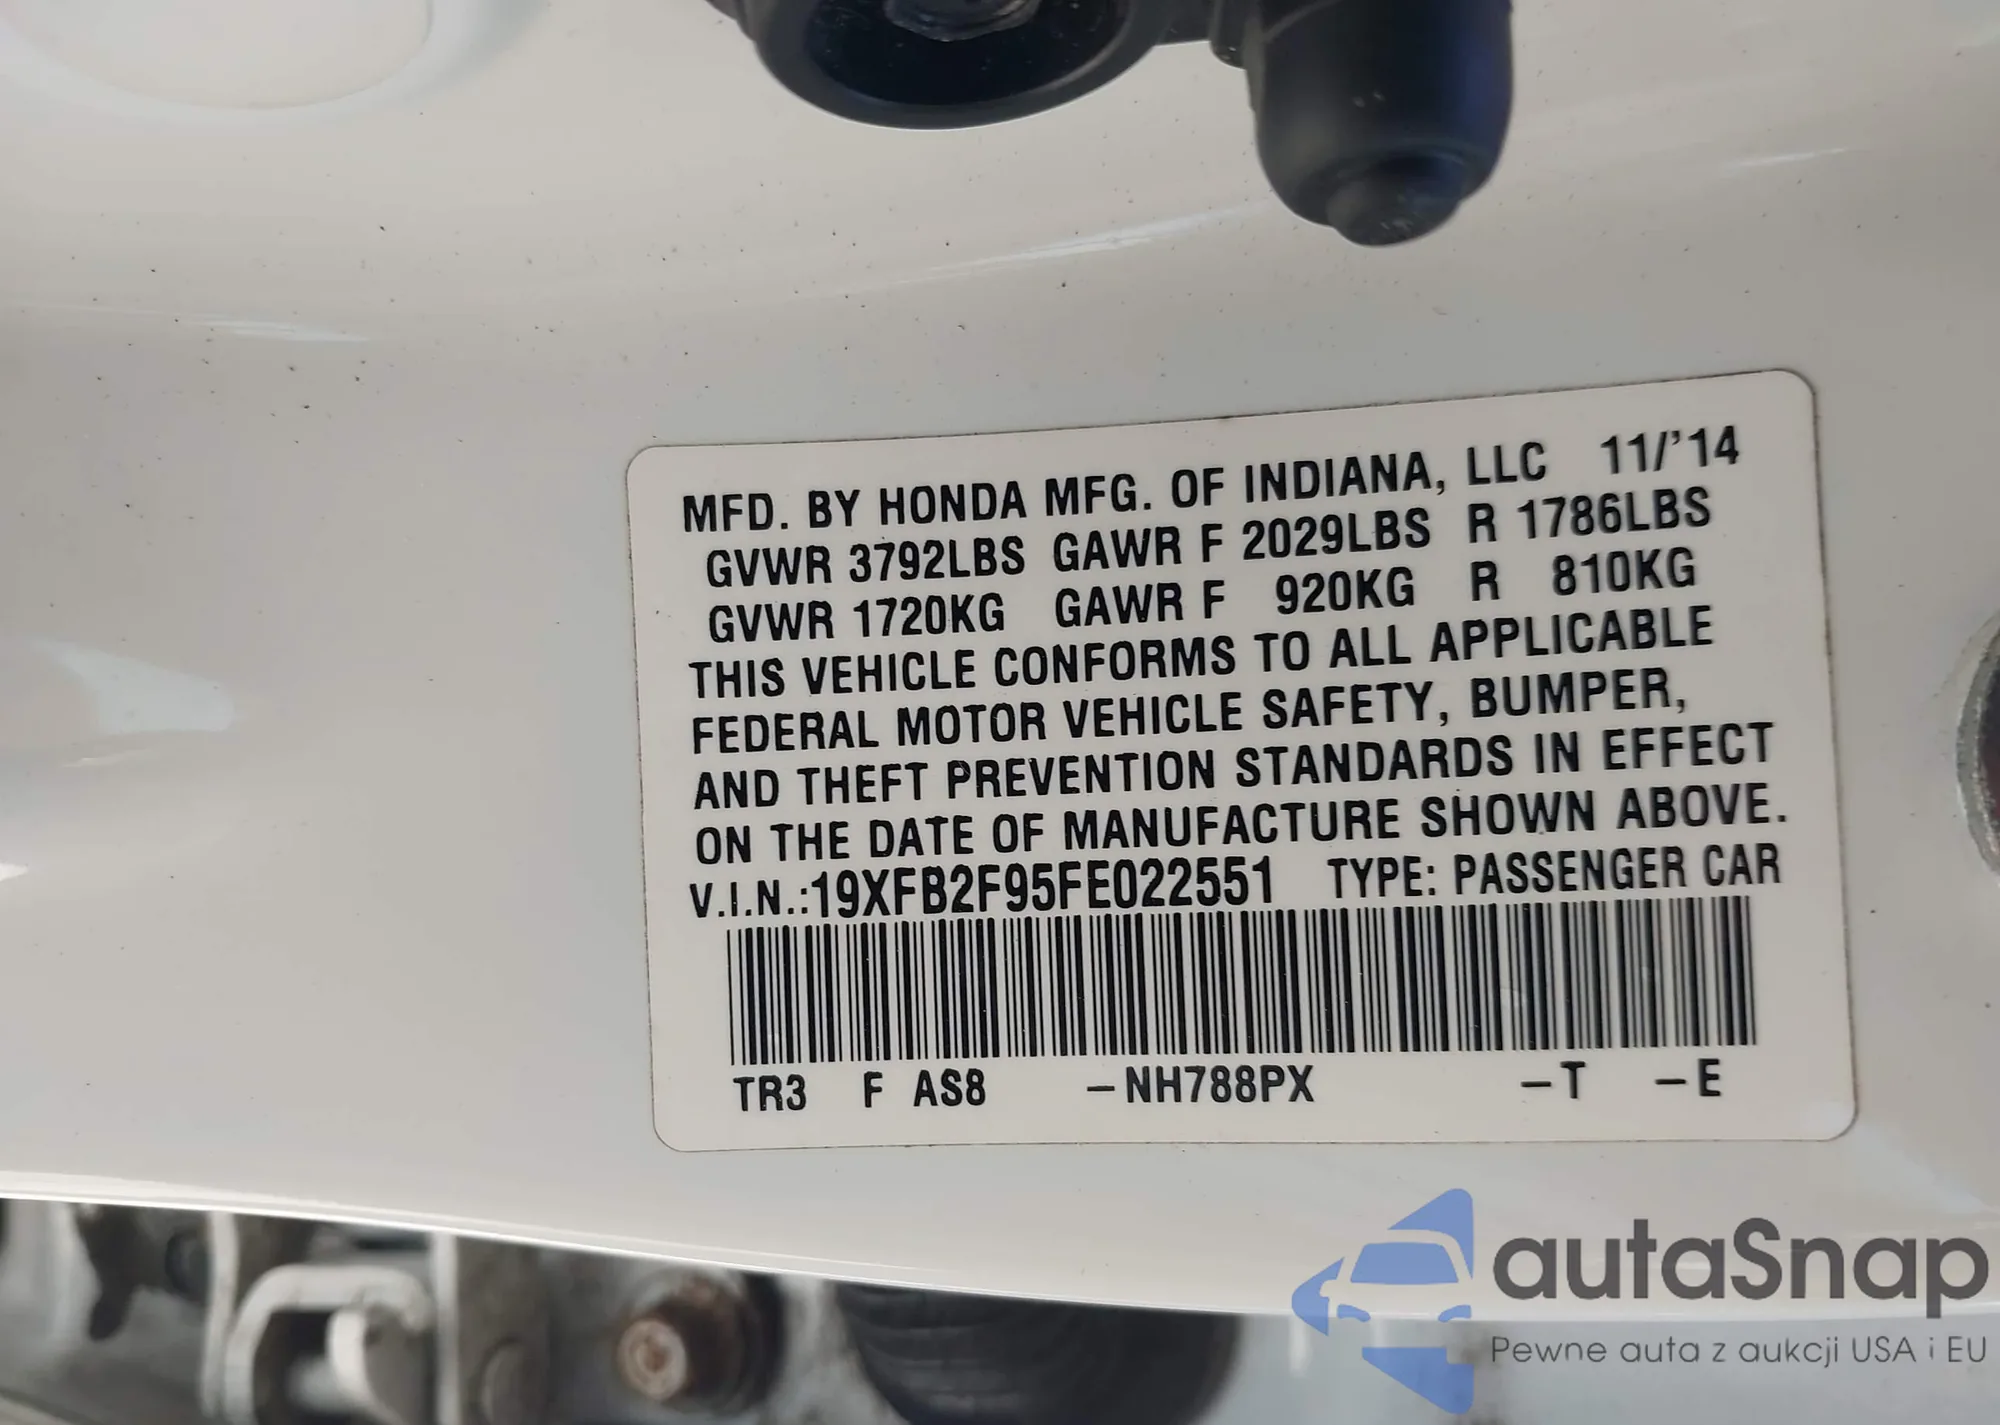 MFD. BY HONDA MFG. OF INDIANA, LLC 11/'14
GVWR 3792LBS GAWR F 2029LBS R 1786LBS
GVWR 1720KG GAWR F 920KG R 810KG
THIS VEHICLE CONFORMS TO ALL APPLICABLE
FEDERAL MOTOR VEHICLE SAFETY, BUMPER,
AND THEFT PREVENTION STANDARDS IN EFFECT
ON THE DATE OF MANUFACTURE SHOWN ABOVE.
V.I.N.:19XFB2F95FE022551 TYPE: PASSENGER CAR
TR3 F AS8 -NH788PX -T -E
autaSnap
Pewne auta z aukcji USA i EU